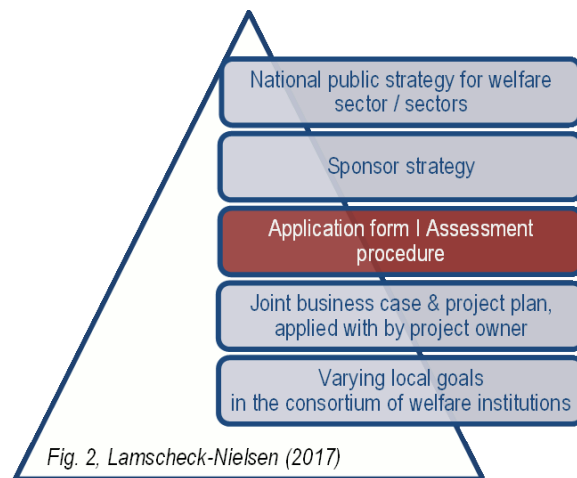 National public strategy for welfare
sector / sectors
Sponsor strategy
Application form I Assessment
procedure
Joint business case & project plan,
applied with by project owner
Varying local goals
in the consortium of welfare institutions
Fig. 2, Lamscheck-Nielsen (2017)